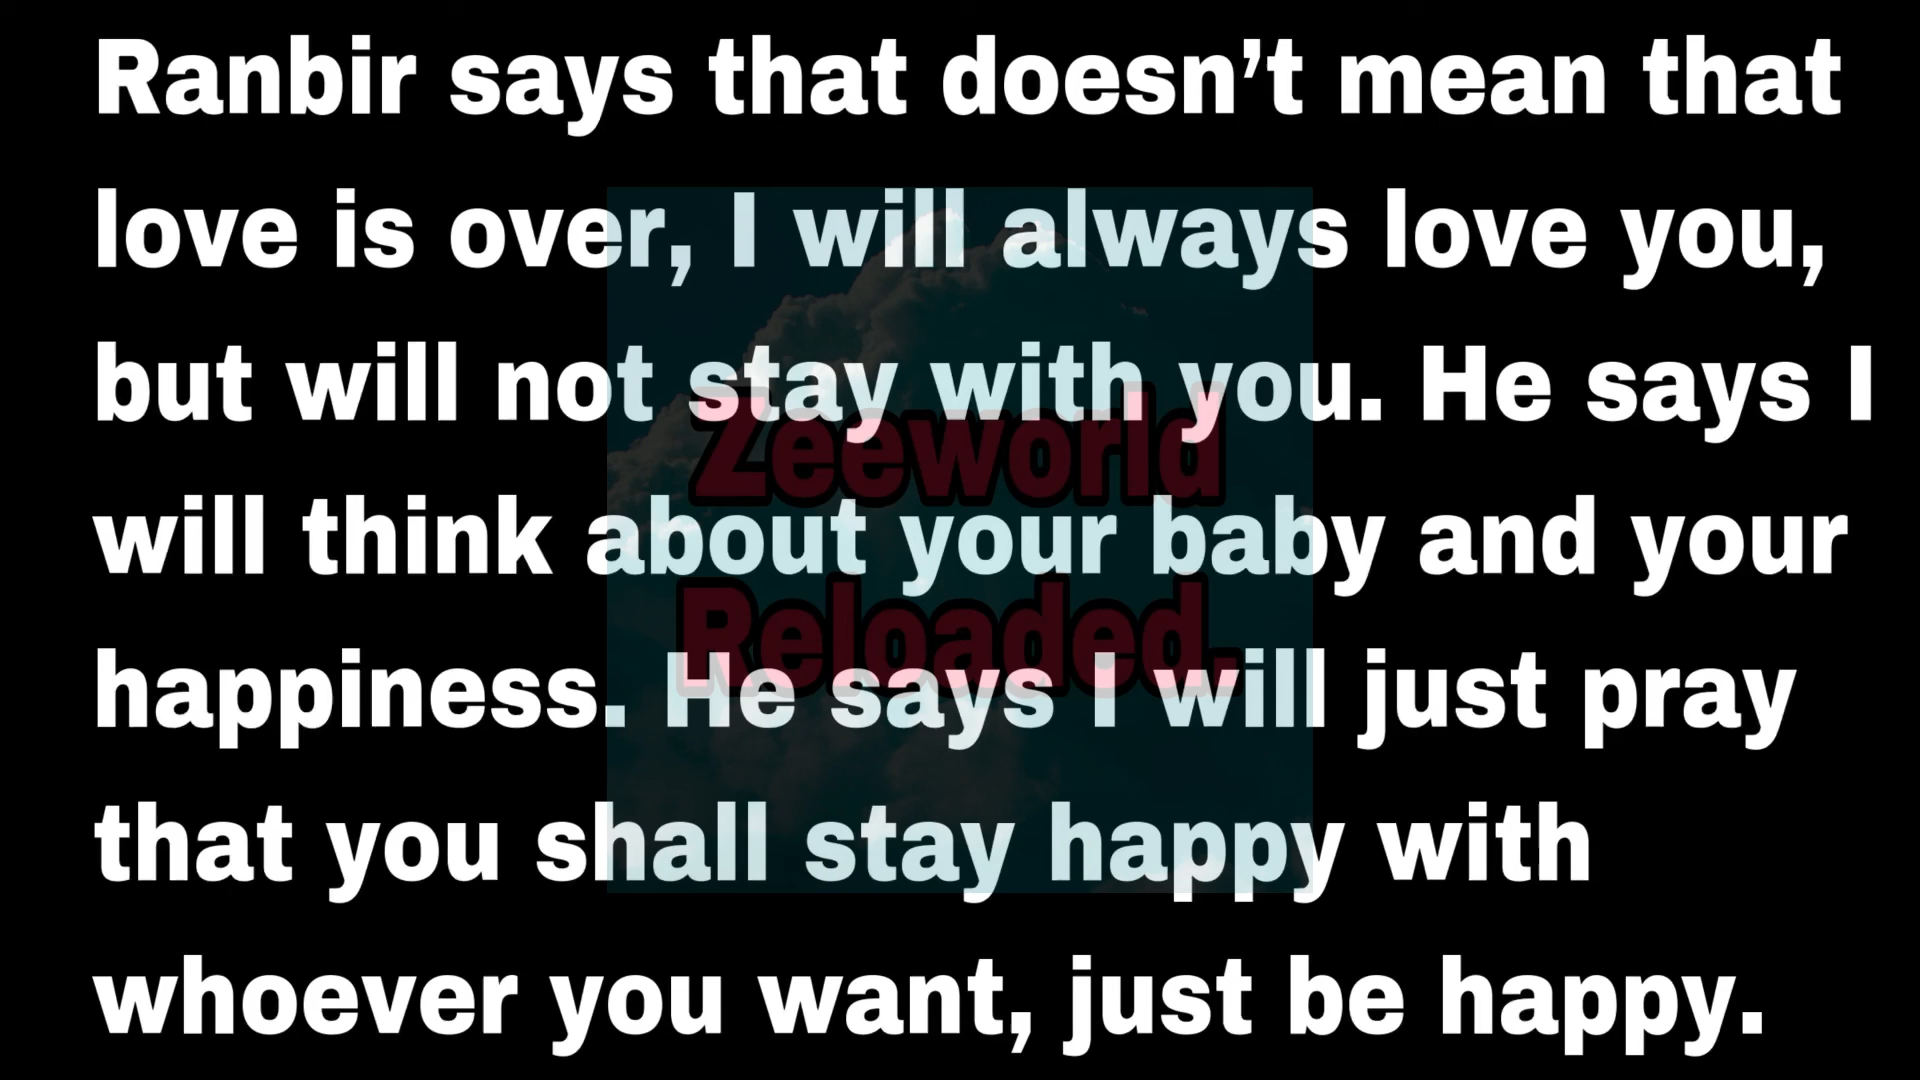 Ranbir says that doesn’t mean that
love is over, I will always love you,
but will not stay with you. He says I
will think about your baby and your
happiness. He says I will just pray
that you shall stay happy with
whoever you want, just be happy.
Zeeworld
Reloaded.